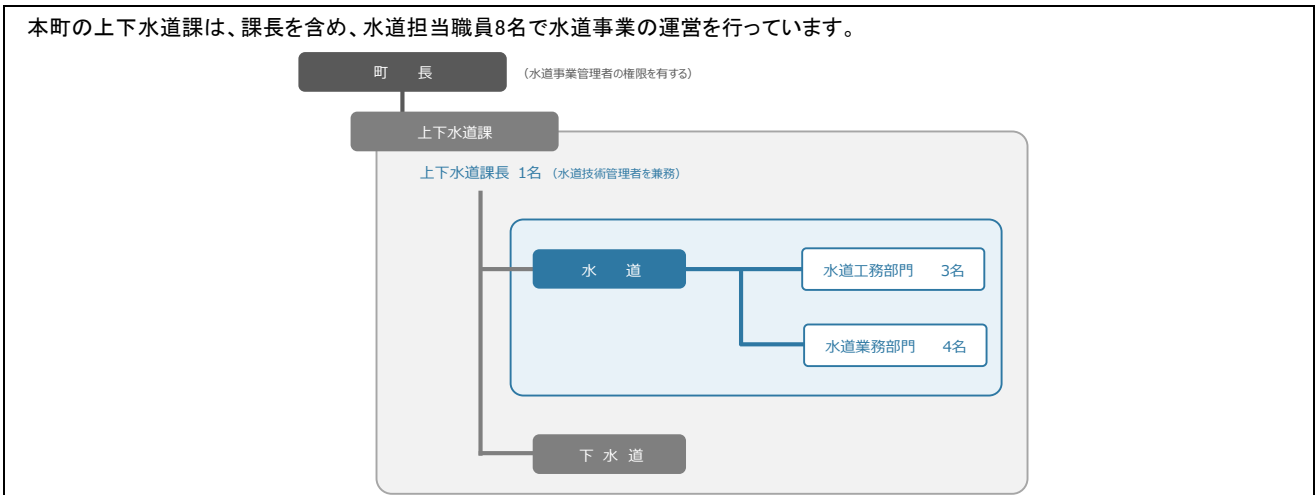 本町の上下水道課は、課長を含め、水道担当職員8名で水道事業の運営を行っています。
町　長　（水道事業管理者の権限を有する）
上下水道課
上下水道課長 1名 （水道技術管理者を兼務）
水　道
水道工務部門　3名
水道業務部門　4名
下 水 道